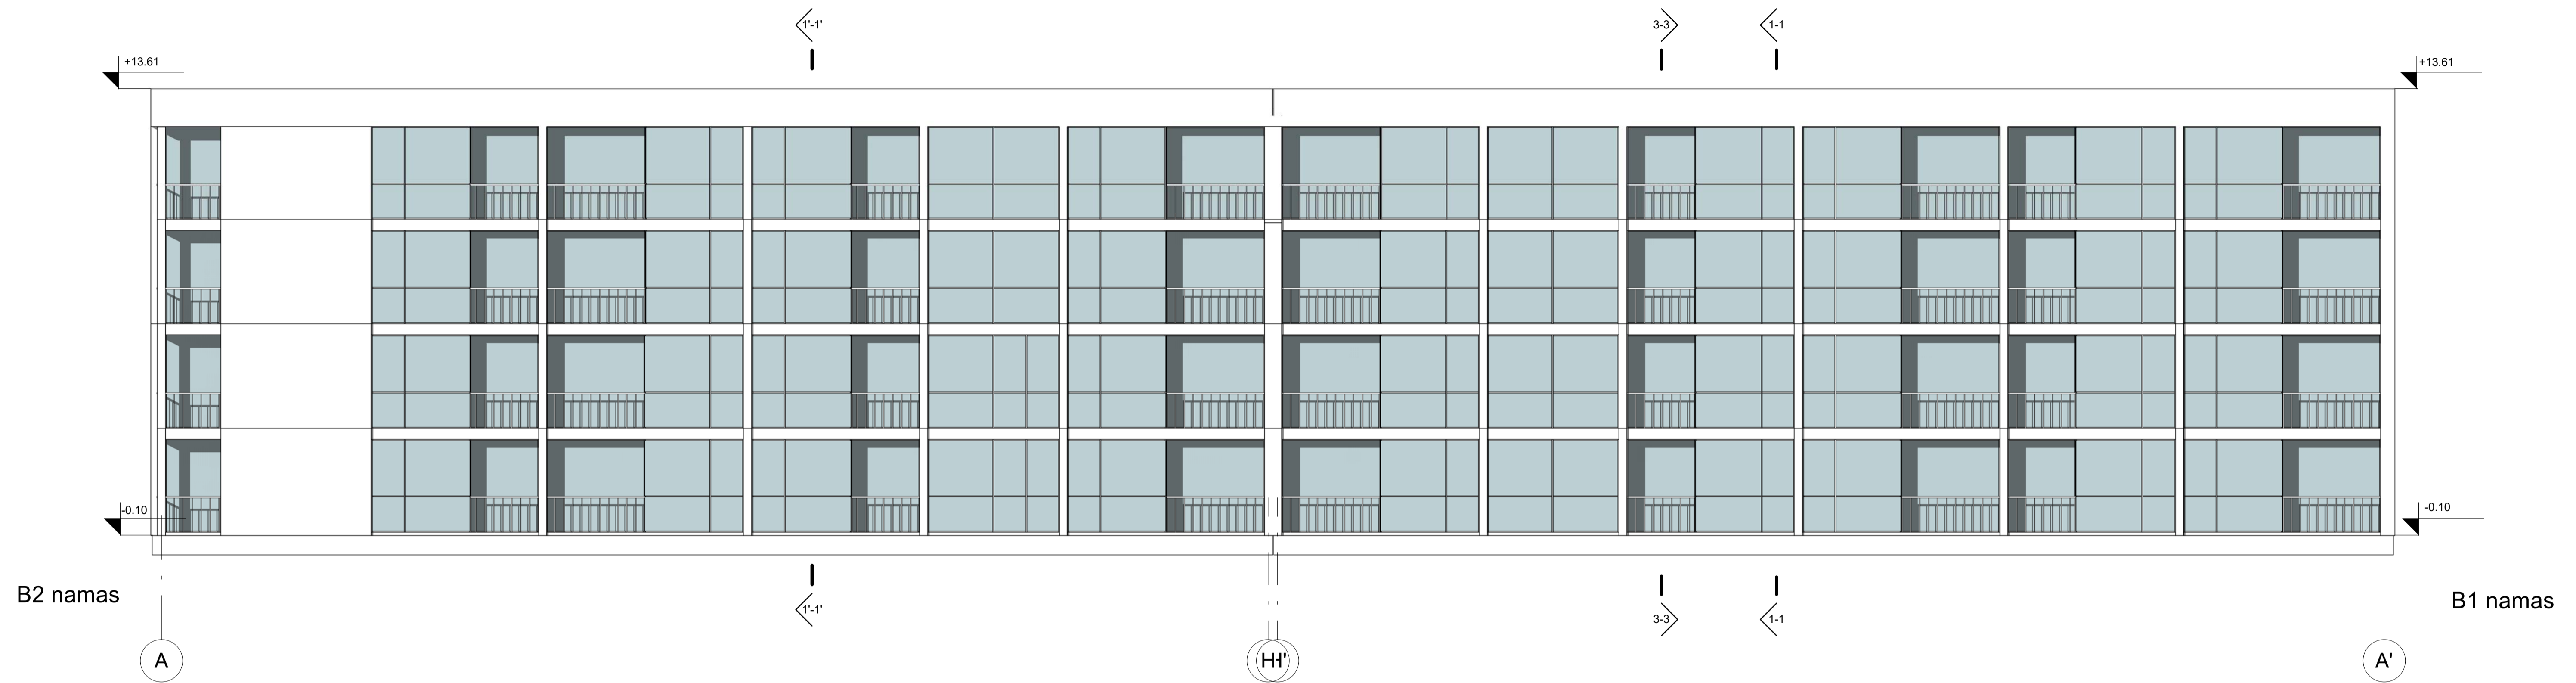 1'-1'
3-3
1-1
+13.61
+13.61
-0.10
-0.10
B2 namas
B1 namas
1'-1'
3-3
1-1
A
H
H'
A'